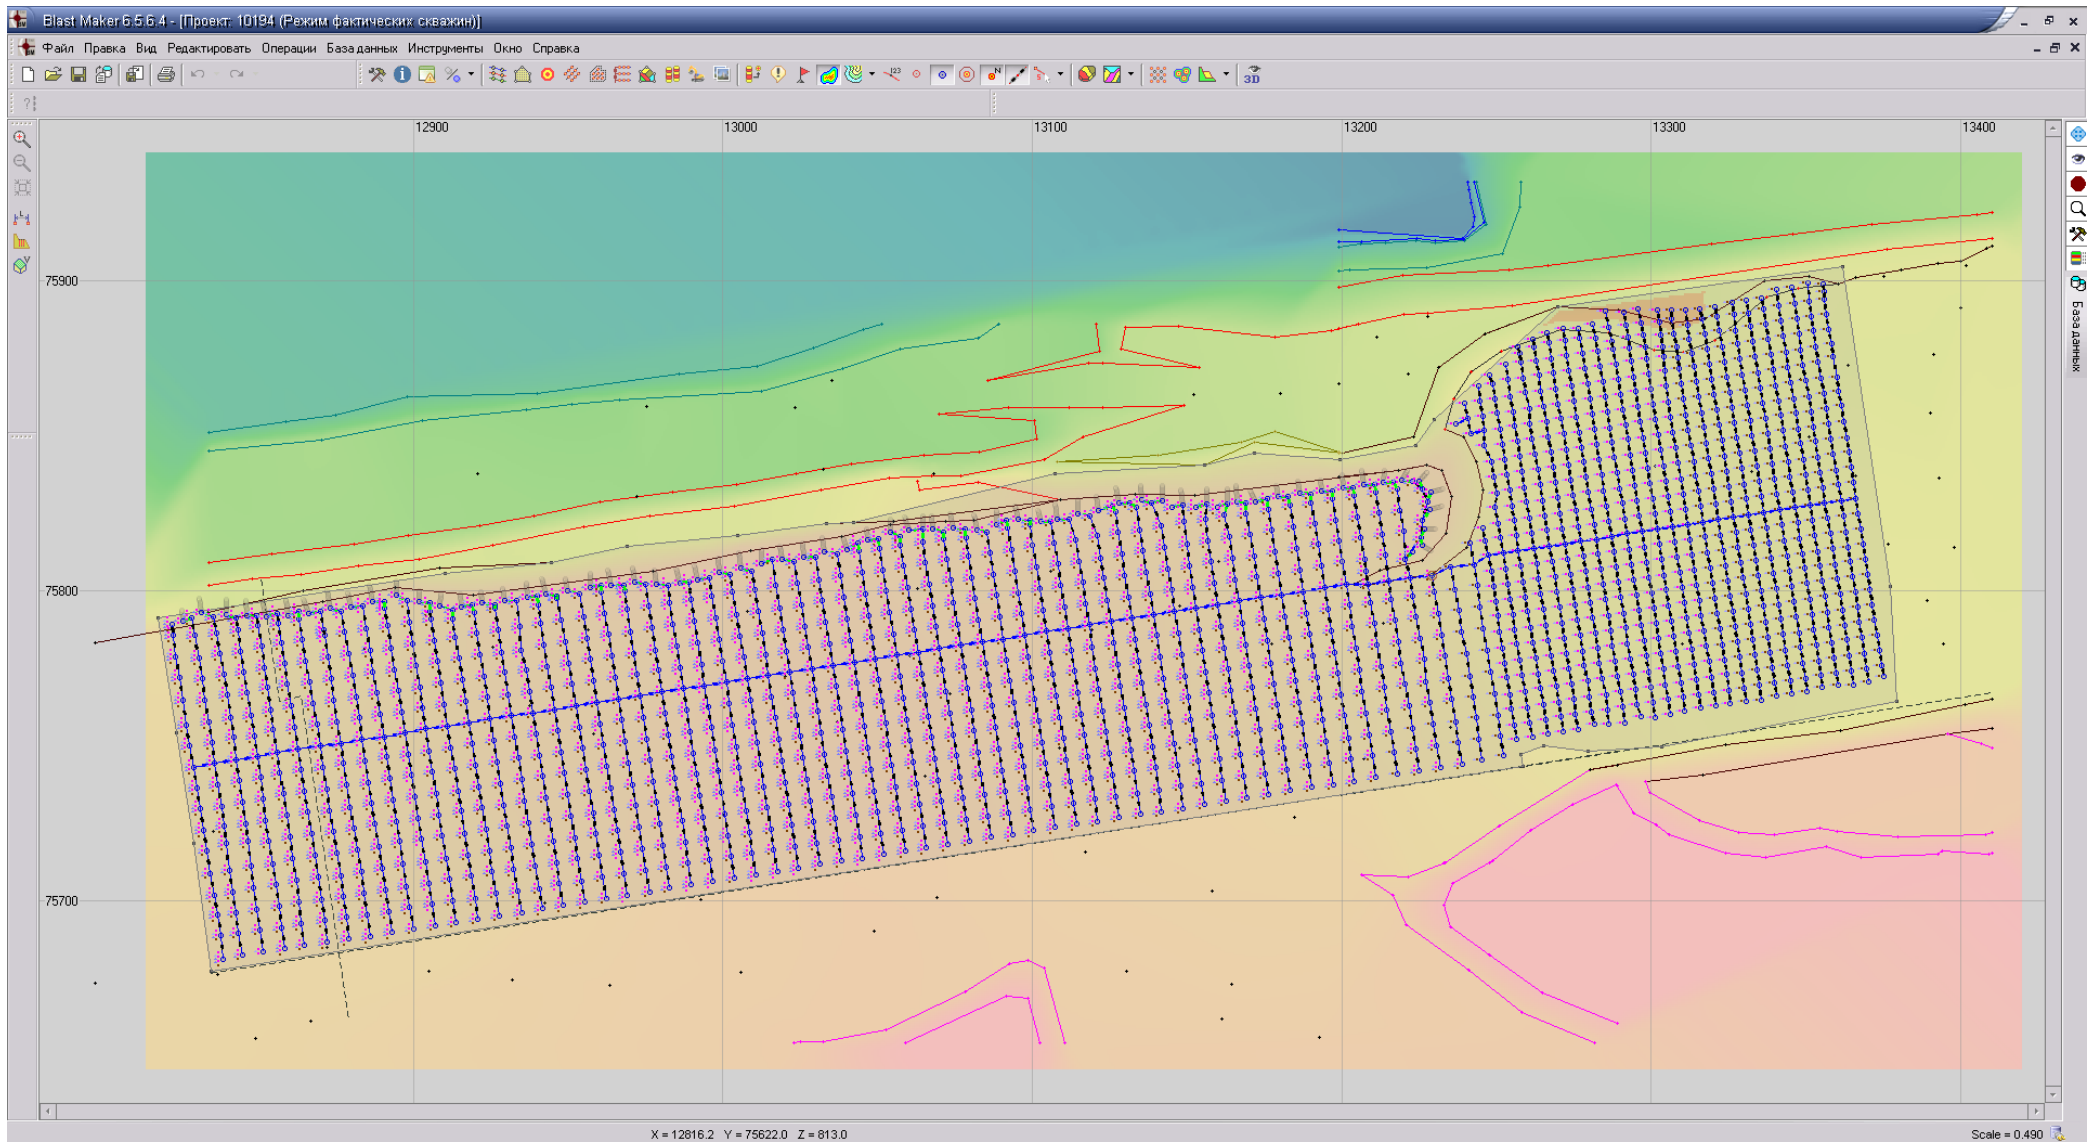 Blast Maker 6.5.6.4 - [Проект: 10194 (Режим фактических скважин)]
Файл Правка Вид Редактировать Операции База данных Инструменты Окно Справка
3D
12900 13000 13100 13200 13300 13400
75900
75800
75700
База данных
X = 12816.2 Y = 75622.0 Z = 813.0
Scale = 0.490